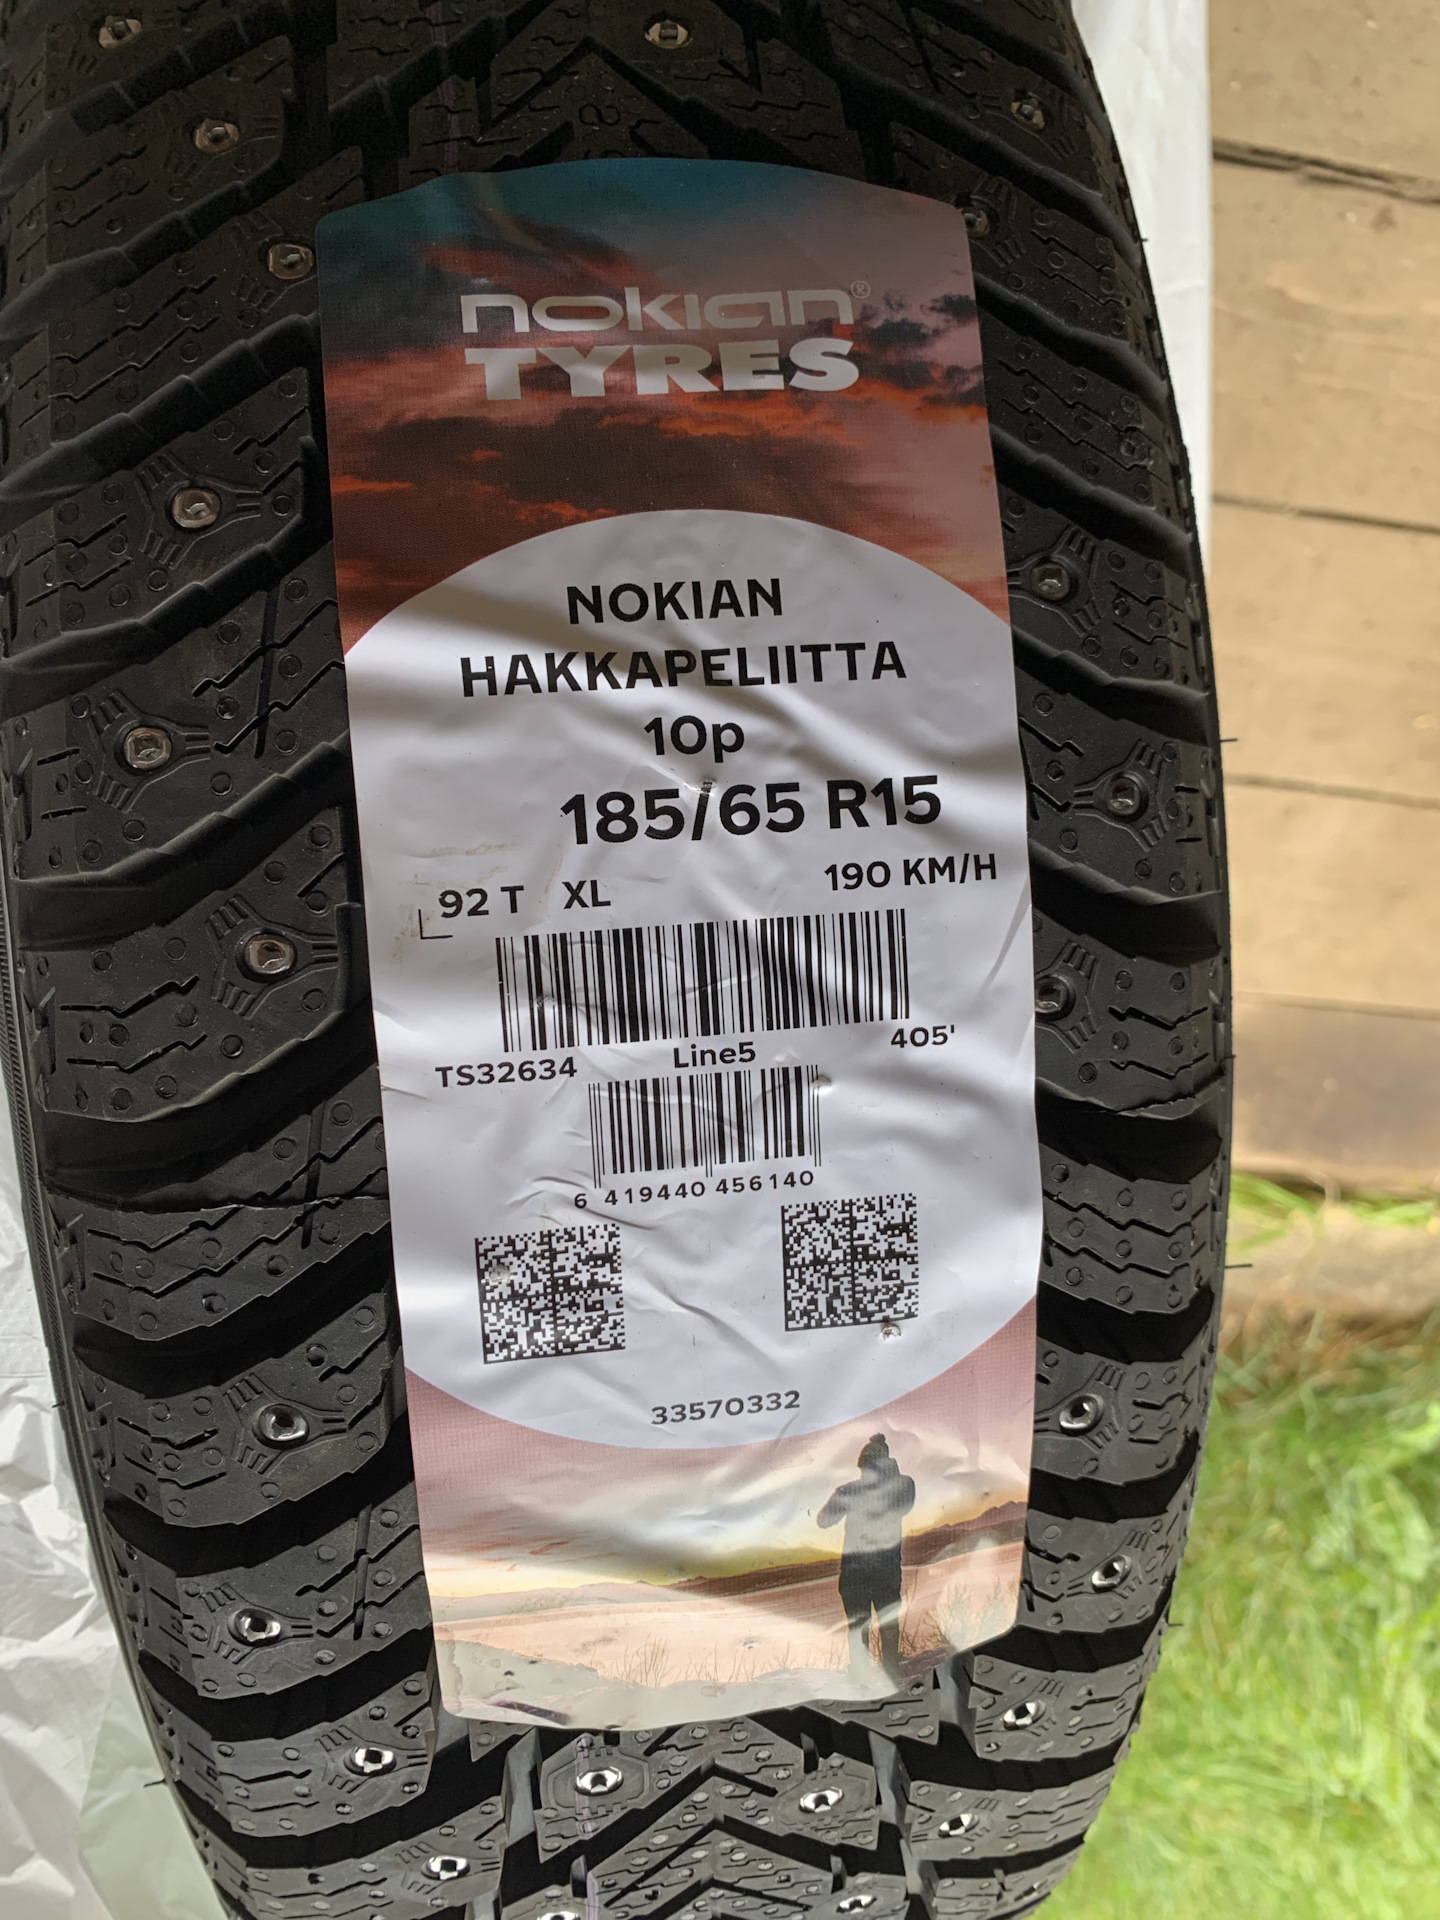 nokian®
TYRES
NOKIAN
HAKKAPELIITTA
10p
185/65 R15
92 T XL 190 KM/H
TS32634 Line5 405'
6 419440 456140
33570332